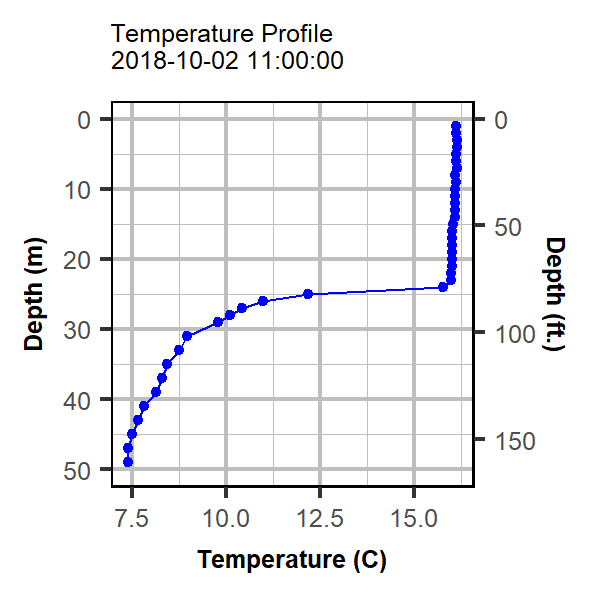 Temperature Profile
2018-10-02 11:00:00
0
10
20
30
40
50
Depth (m)
0
50
100
150
Depth (ft.)
7.5 10.0 12.5 15.0
Temperature (C)